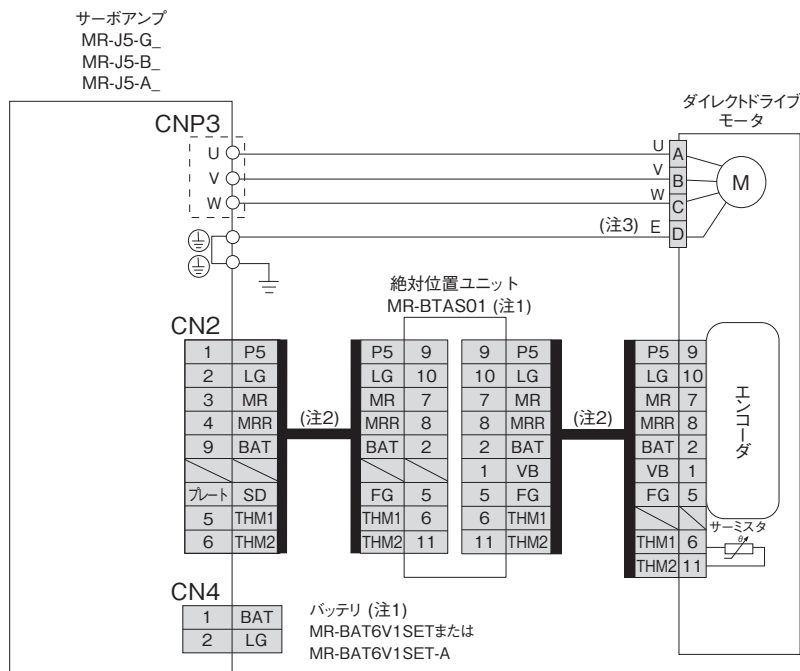 サーボアンプ
MR-J5-G_
MR-J5-B_
MR-J5-A_
ダイレクトドライブ
モータ
CNP3
U
V
W
U
V
W
(注3) E
A
B
C
D
M
絶対位置ユニット
MR-BTAS01 (注1)
CN2
1 P5
2 LG
3 MR
4 MRR
9 BAT
プレート SD
5 THM1
6 THM2
(注2)
P5 9
LG 10
MR 7
MRR 8
BAT 2
FG 5
THM1 6
THM2 11
9 P5
10 LG
7 MR
8 MRR
2 BAT
1 VB
5 FG
6 THM1
11 THM2
(注2)
P5 9
LG 10
MR 7
MRR 8
BAT 2
VB 1
FG 5
THM1 6
THM2 11
エンコーダ
サーミスタ
θ
CN4
1 BAT
2 LG
バッテリ (注1)
MR-BAT6V1SETまたは
MR-BAT6V1SET-A